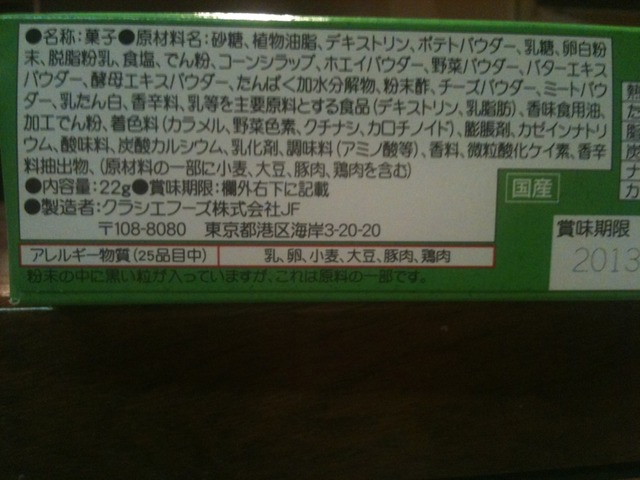 ●名称:菓子●原材料名:砂糖、植物油脂、デキストリン、ポテトパウダー、乳糖、卵白粉
末、脱脂粉乳、食塩、でん粉、コーンシラップ、ホエイパウダー、野菜パウダー、バターエキス
パウダー、酵母エキスパウダー、たんぱく加水分解物、粉末酢、チーズパウダー、ミートパウ
ダー、乳たん白、香辛料、乳等を主要原料とする食品(デキストリン、乳脂肪)、香味食用油、
加工でん粉、着色料(カラメル、野菜色素、クチナシ、カロチノイド)、膨脹剤、カゼインナトリ
ウム、酸味料、炭酸カルシウム、乳化剤、調味料(アミノ酸等)、香料、微粒酸化ケイ素、香辛
料抽出物、(原材料の一部に小麦、大豆、豚肉、鶏肉を含む)
●内容量:22g●賞味期限:欄外右下に記載
●製造者:クラシエフーズ株式会社JF
〒108-8080 東京都港区海岸3-20-20
国産
アレルギー物質(25品目中) 乳、卵、小麦、大豆、豚肉、鶏肉
粉末の中に黒い粒が入っていますが、これは原料の一部です。
賞味期限
2013